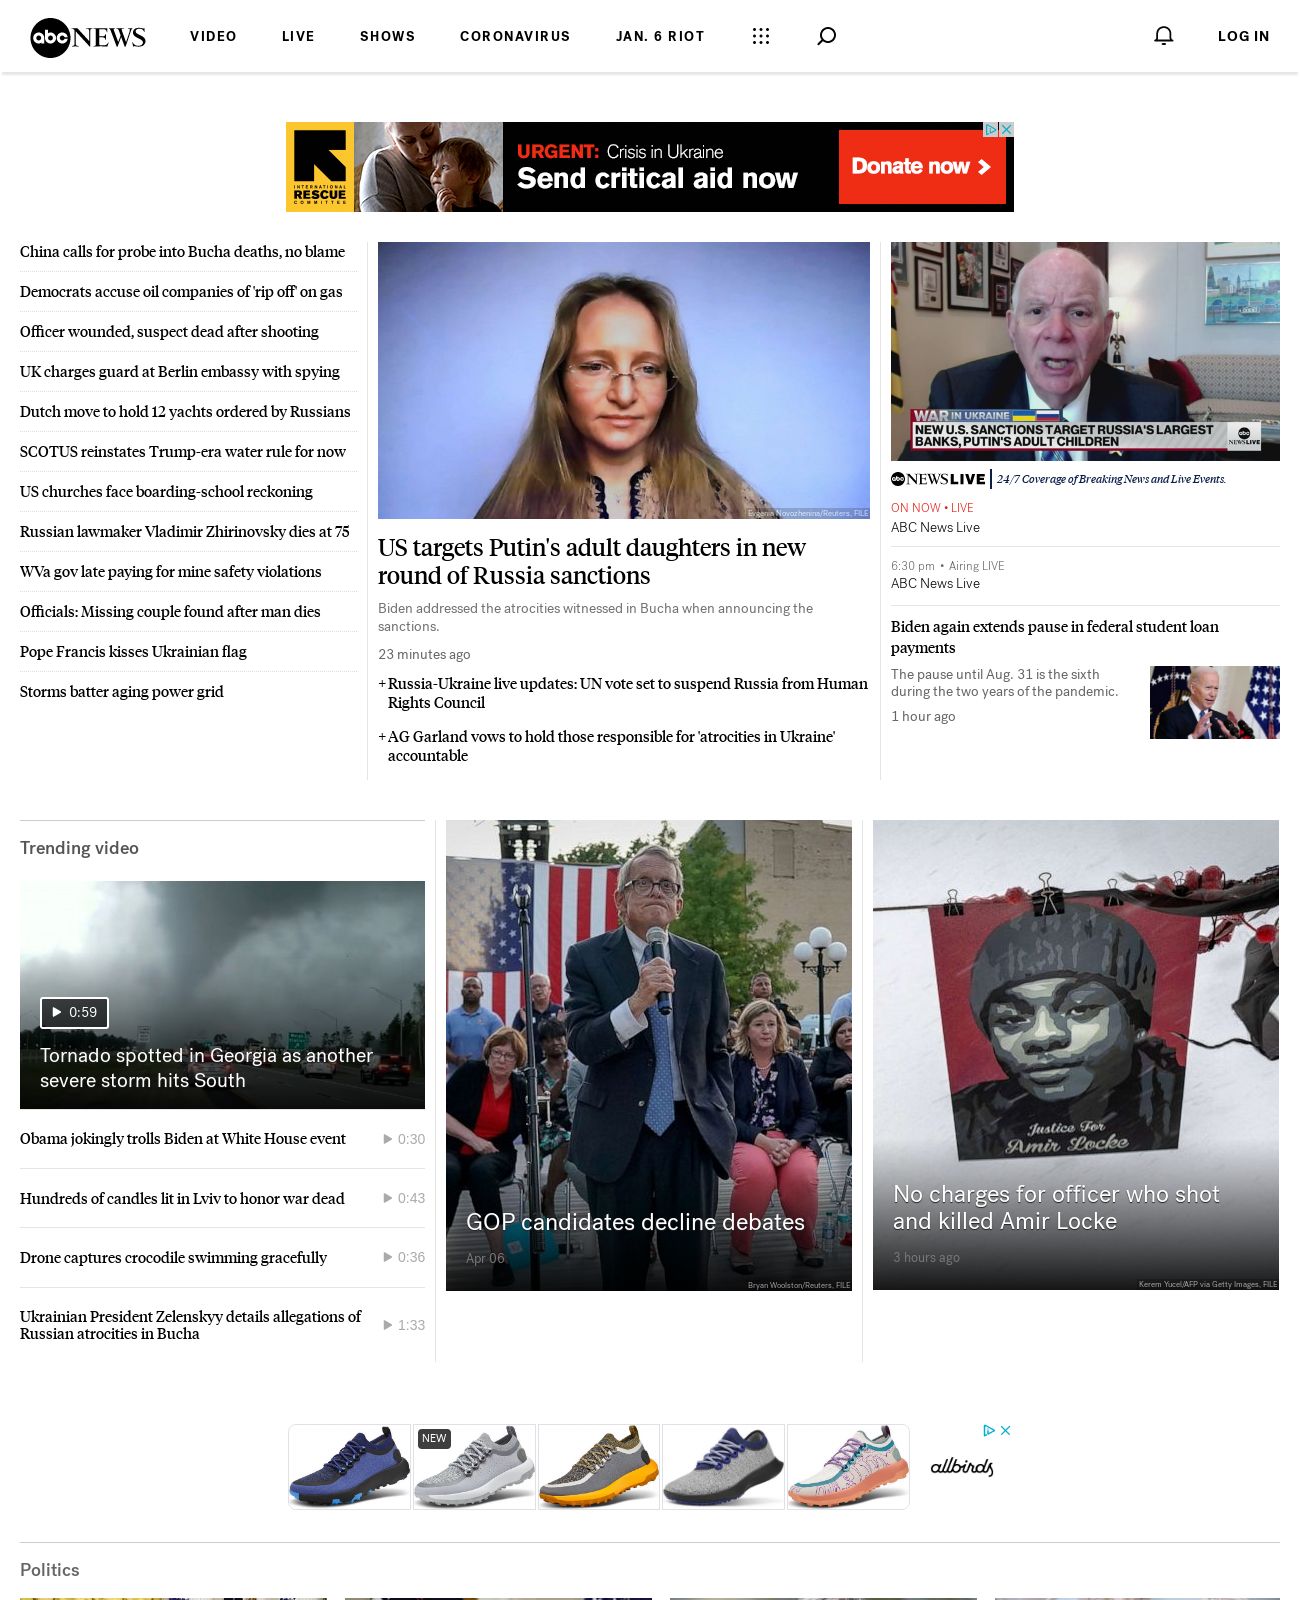 abc NEWS
VIDEO
LIVE
SHOWS
CORONAVIRUS
JAN. 6 RIOT
LOG IN
INTERNATIONAL
RESCUE
COMMITTEE
URGENT: Crisis in Ukraine
Send critical aid now
Donate now
China calls for probe into Bucha deaths, no blame
Democrats accuse oil companies of 'rip off' on gas
Officer wounded, suspect dead after shooting
UK charges guard at Berlin embassy with spying
Dutch move to hold 12 yachts ordered by Russians
SCOTUS reinstates Trump-era water rule for now
US churches face boarding-school reckoning
Russian lawmaker Vladimir Zhirinovsky dies at 75
WVa gov late paying for mine safety violations
Officials: Missing couple found after man dies
Pope Francis kisses Ukrainian flag
Storms batter aging power grid
Evgenia Novozhenina/Reuters, FILE
US targets Putin's adult daughters in new
round of Russia sanctions
Biden addressed the atrocities witnessed in Bucha when announcing the
sanctions.
23 minutes ago
+ Russia-Ukraine live updates: UN vote set to suspend Russia from Human
Rights Council
+ AG Garland vows to hold those responsible for 'atrocities in Ukraine'
accountable
WAR IN UKRAINE
NEW U.S. SANCTIONS TARGET RUSSIA'S LARGEST
BANKS, PUTIN'S ADULT CHILDREN
abc
NEWS LIVE
abc NEWS LIVE
24/7 Coverage of Breaking News and Live Events.
ON NOW • LIVE
ABC News Live
6:30 pm • Airing LIVE
ABC News Live
Biden again extends pause in federal student loan
payments
The pause until Aug. 31 is the sixth
during the two years of the pandemic.
1 hour ago
Trending video
0:59
Tornado spotted in Georgia as another
severe storm hits South
Obama jokingly trolls Biden at White House event
0:30
Hundreds of candles lit in Lviv to honor war dead
0:43
Drone captures crocodile swimming gracefully
0:36
Ukrainian President Zelenskyy details allegations of
Russian atrocities in Bucha
1:33
GOP candidates decline debates
Apr 06
Bryan Woolston/Reuters, FILE
Justice For
Amir Locke
No charges for officer who shot
and killed Amir Locke
3 hours ago
Kerem Yucel/AFP via Getty Images, FILE
NEW
allbirds
Politics